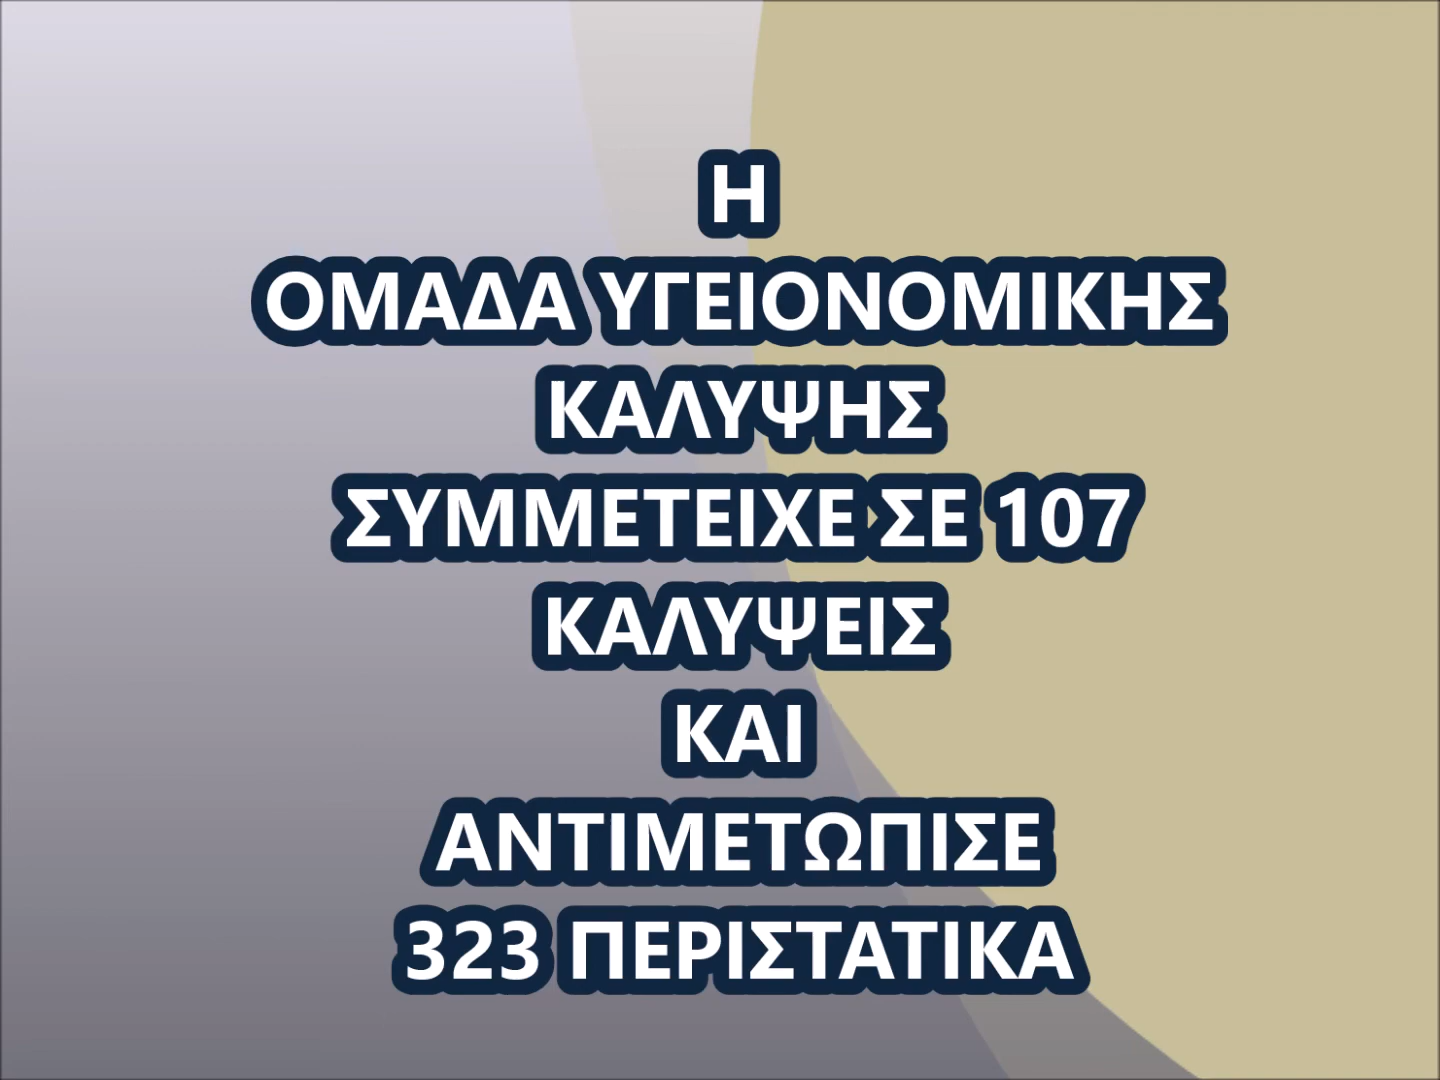 Η
ΟΜΑΔΑ ΥΓΕΙΟΝΟΜΙΚΗΣ
ΚΑΛΥΨΗΣ
ΣΥΜΜΕΤΕΙΧΕ ΣΕ 107
ΚΑΛΥΨΕΙΣ
ΚΑΙ
ΑΝΤΙΜΕΤΩΠΙΣΕ
323 ΠΕΡΙΣΤΑΤΙΚΑ